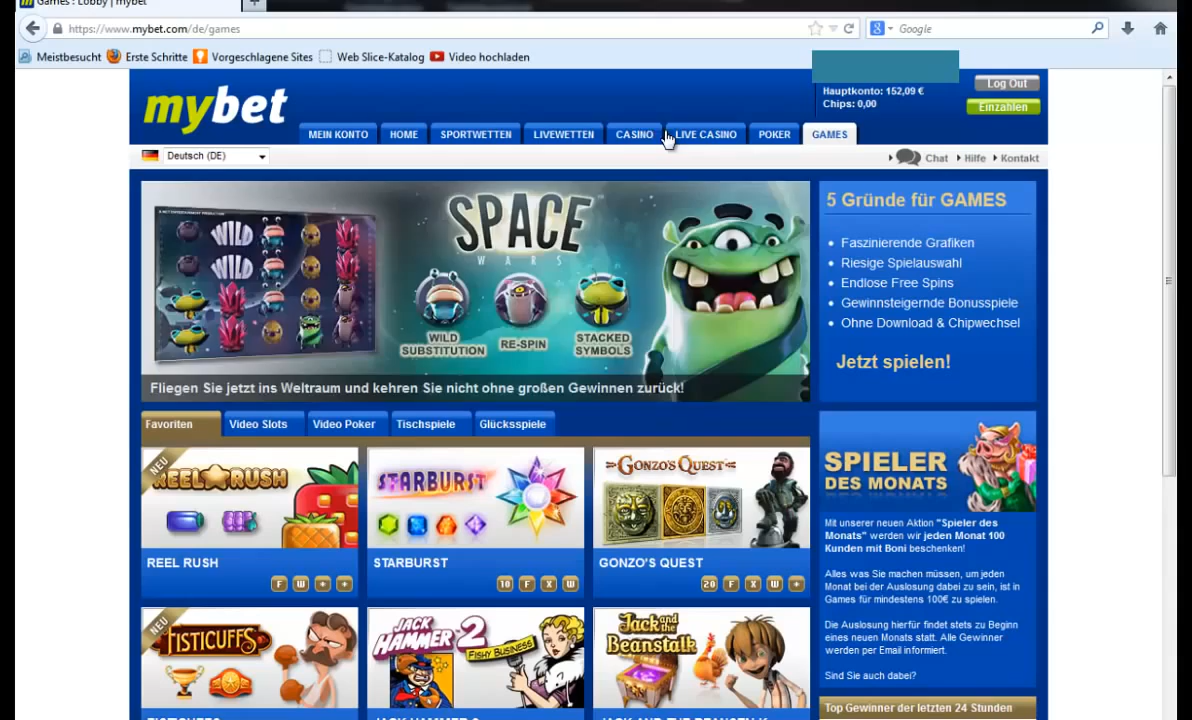 Games : Lobby | mybet
https://www.mybet.com/de/games
Google
Meistbesucht Erste Schritte Vorgeschlagene Sites Web Slice-Katalog Video hochladen
mybet
Hauptkonto: 152,09 €
Chips: 0,00
Log Out
Einzahlen
MEIN KONTO HOME SPORTWETTEN LIVEWETTEN CASINO LIVE CASINO POKER GAMES
Deutsch (DE)
Chat Hilfe Kontakt
SPACE
WARS
WILD
WILD
WILD
SUBSTITUTION
RE-SPIN
STACKED
SYMBOLS
Fliegen Sie jetzt ins Weltraum und kehren Sie nicht ohne großen Gewinnen zurück!
5 Gründe für GAMES
Faszinierende Grafiken
Riesige Spielauswahl
Endlose Free Spins
Gewinnsteigernde Bonusspiele
Ohne Download & Chipwechsel
Jetzt spielen!
Favoriten Video Slots Video Poker Tischspiele Glücksspiele
NEU
REEL RUSH
STARBURST
GONZO'S QUEST
REEL RUSH
F W + +
STARBURST
10 F X W
GONZO'S QUEST
20 F X W +
NEU
FISTICUFFS
JACK HAMMER 2
FISHY BUSINESS
Jack and the Beanstalk
SPIELER
DES MONATS
Mit unserer neuen Aktion "Spieler des
Monats" werden wir jeden Monat 100
Kunden mit Boni beschenken!
Alles was Sie machen müssen, um jeden
Monat bei der Auslosung dabei zu sein, ist in
Games für mindestens 100€ zu spielen.
Die Auslosung hierfür findet stets zu Beginn
eines neuen Monats statt. Alle Gewinner
werden per Email informiert.
Sind Sie auch dabei?
Top Gewinner der letzten 24 Stunden